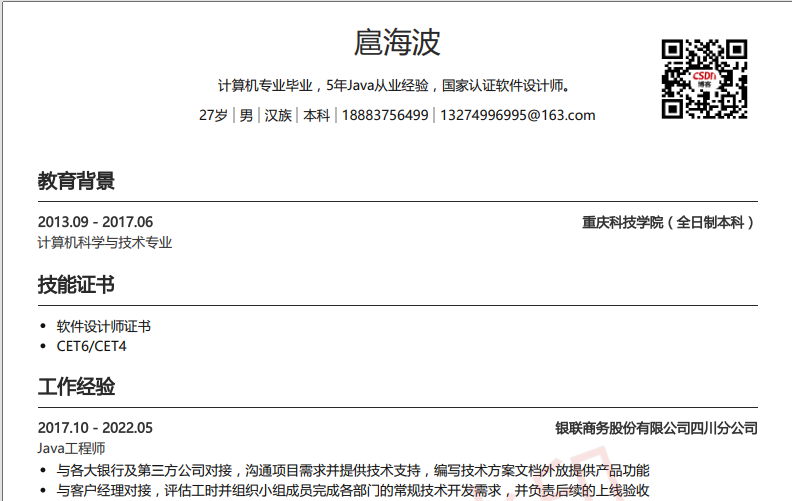 扈海波
计算机专业毕业，5年Java从业经验，国家认证软件设计师。
27岁 | 男 | 汉族 | 本科 | 18883756499 | 13274996995@163.com
CSDN
博客
教育背景
2013.09 - 2017.06 重庆科技学院（全日制本科）
计算机科学与技术专业
技能证书
• 软件设计师证书
• CET6/CET4
工作经验
2017.10 - 2022.05 银联商务股份有限公司四川分公司
Java工程师
• 与各大银行及第三方公司对接，沟通项目需求并提供技术支持，编写技术方案文档外放提供产品功能
• 与客户经理对接，评估工时并组织小组成员完成各部门的常规技术开发需求，并负责后续的上线验收